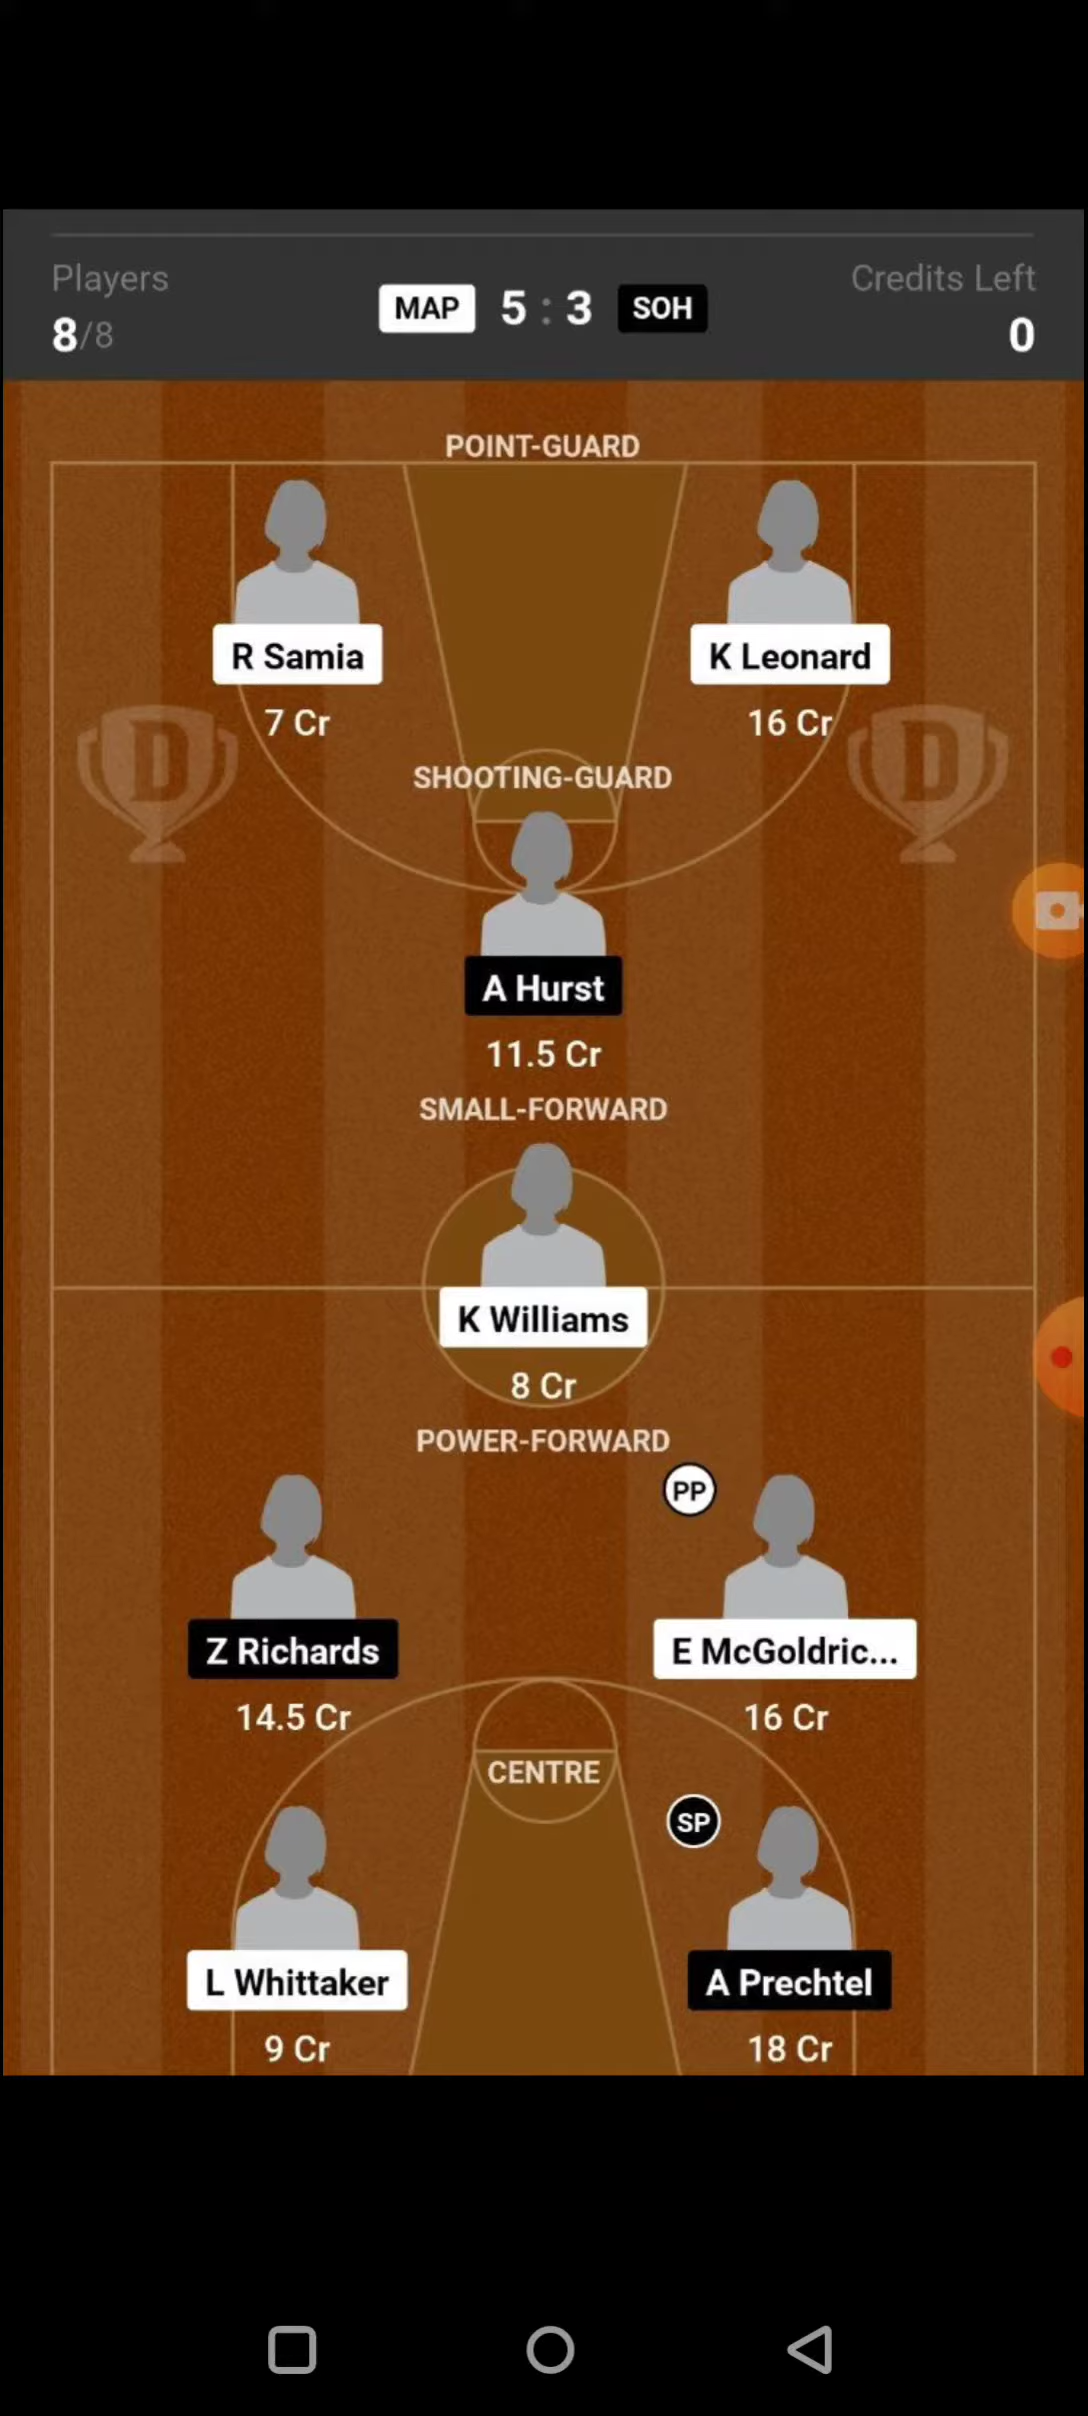 Players
Credits Left
8/8
MAP 5 : 3 SOH
0
POINT-GUARD
R Samia
K Leonard
7 Cr
16 Cr
D
D
SHOOTING-GUARD
A Hurst
11.5 Cr
SMALL-FORWARD
K Williams
8 Cr
POWER-FORWARD
PP
Z Richards
E McGoldric...
14.5 Cr
16 Cr
CENTRE
SP
L Whittaker
A Prechtel
9 Cr
18 Cr